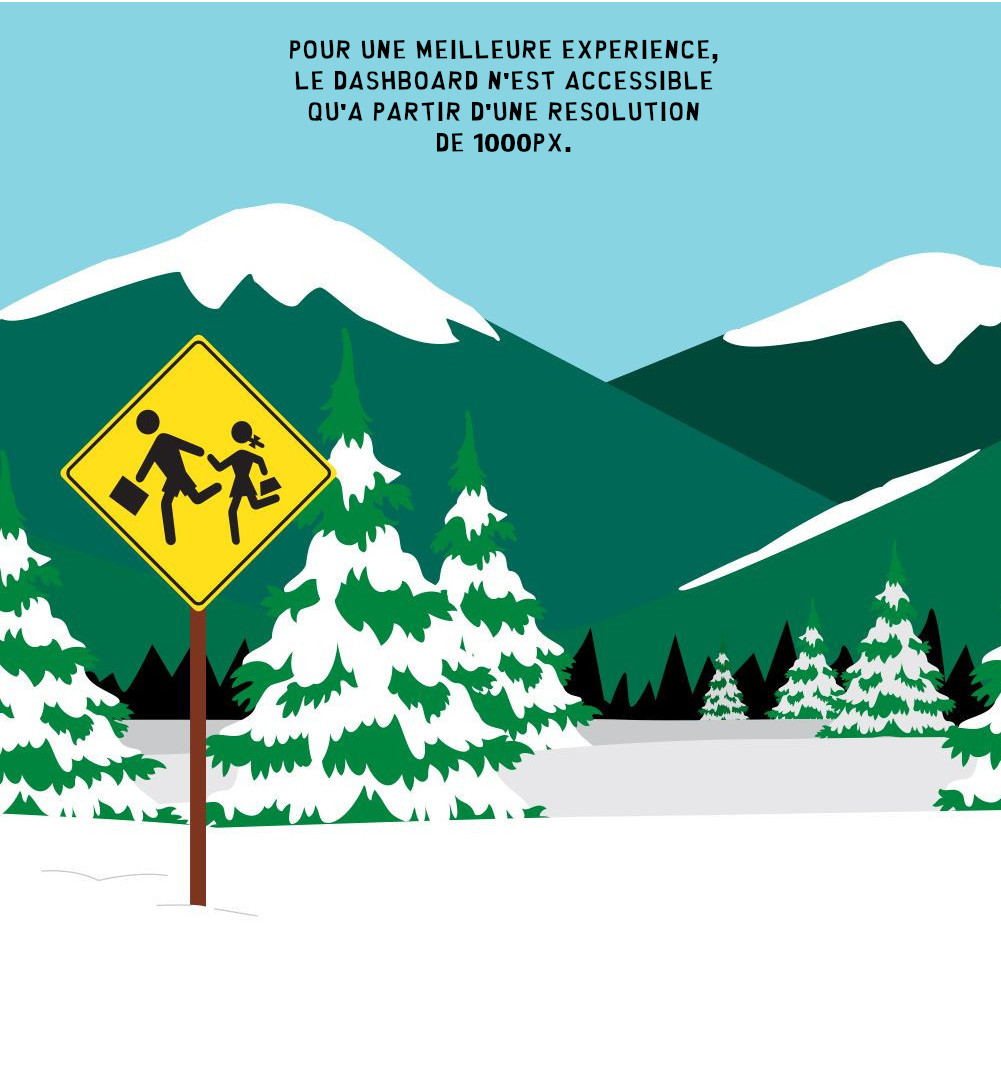 POUR UNE MEILLEURE EXPERIENCE,
LE DASHBOARD N'EST ACCESSIBLE
QU'A PARTIR D'UNE RESOLUTION
DE 1000PX.